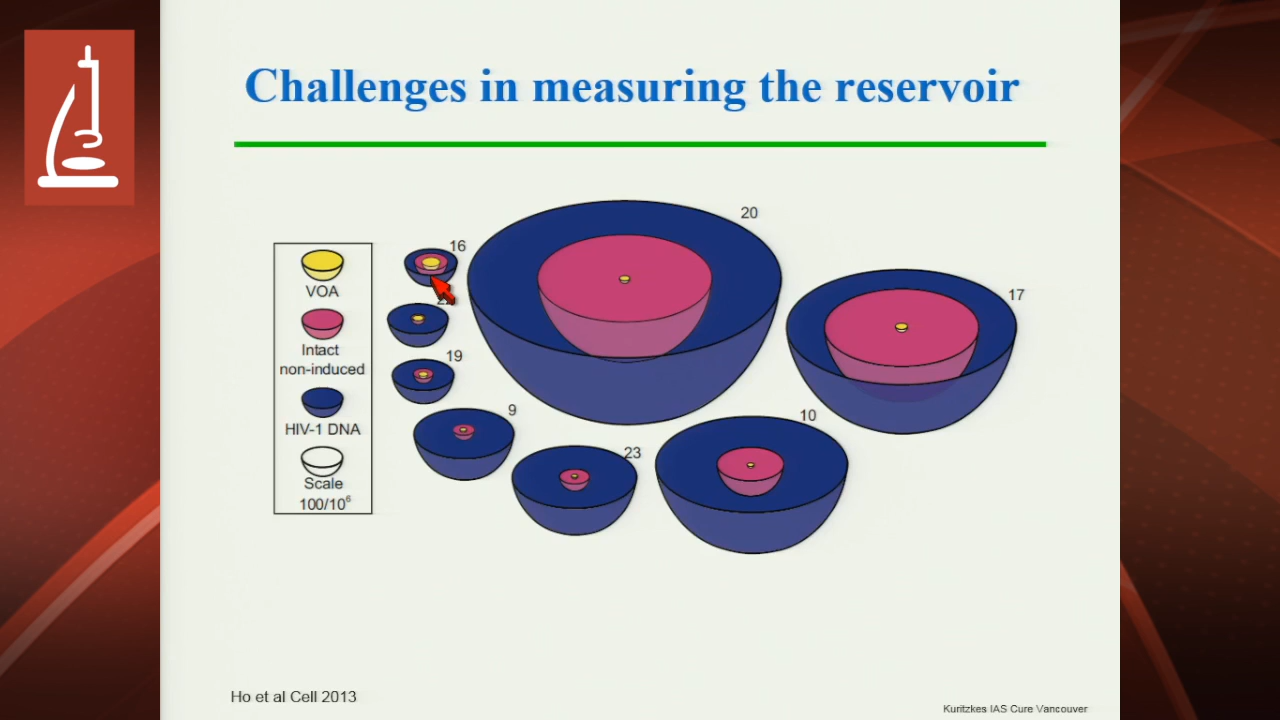 Challenges in measuring the reservoir
VOA
Intact
non-induced
HIV-1 DNA
Scale
100/10⁶
16
19
9
23
20
10
17
Ho et al Cell 2013
Kuritzkes IAS Cure Vancouver